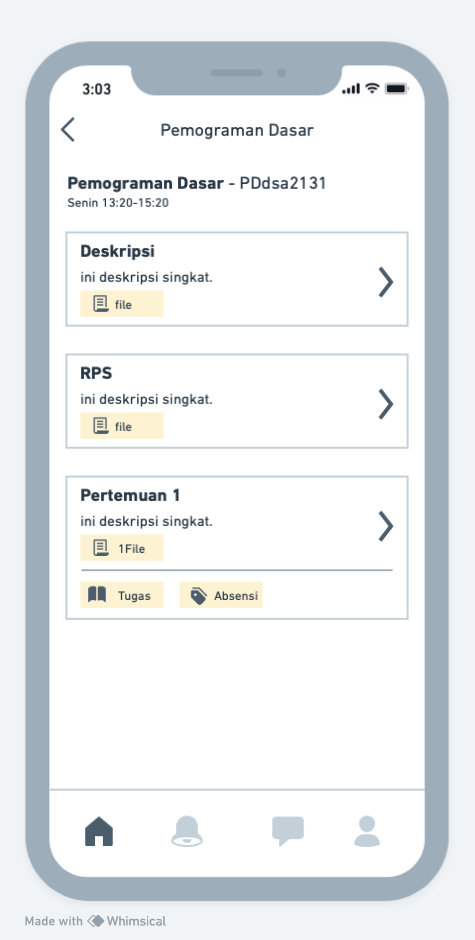 3:03
Pemograman Dasar
Pemograman Dasar - PDdsa2131
Senin 13:20-15:20
Deskripsi
ini deskripsi singkat.
file
RPS
ini deskripsi singkat.
file
Pertemuan 1
ini deskripsi singkat.
1File
Tugas Absensi
Made with Whimsical